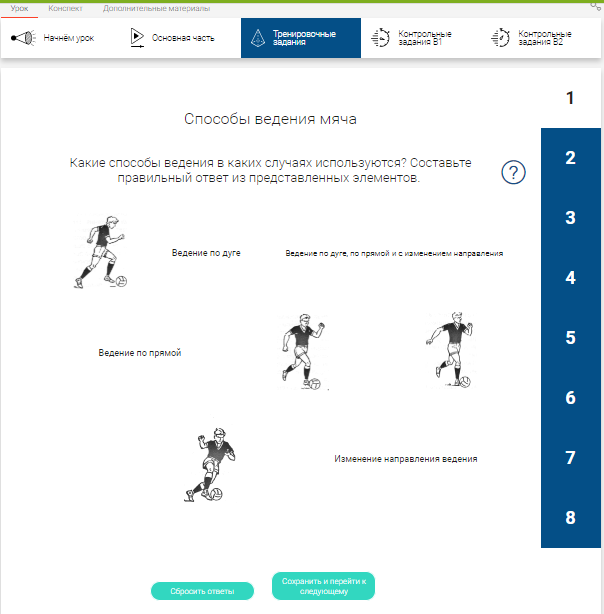 Урок Конспект Дополнительные материалы
Начнём урок
Основная часть
Тренировочные
задания
Контрольные
задания В1
Контрольные
задания В2
1
Способы ведения мяча
2
Какие способы ведения в каких случаях используются? Составьте
правильный ответ из представленных элементов.
?
3
Ведение по дуге
Ведение по дуге, по прямой и с изменением направления
4
5
Ведение по прямой
6
7
Изменение направления ведения
8
Сбросить ответы
Сохранить и перейти к
следующему